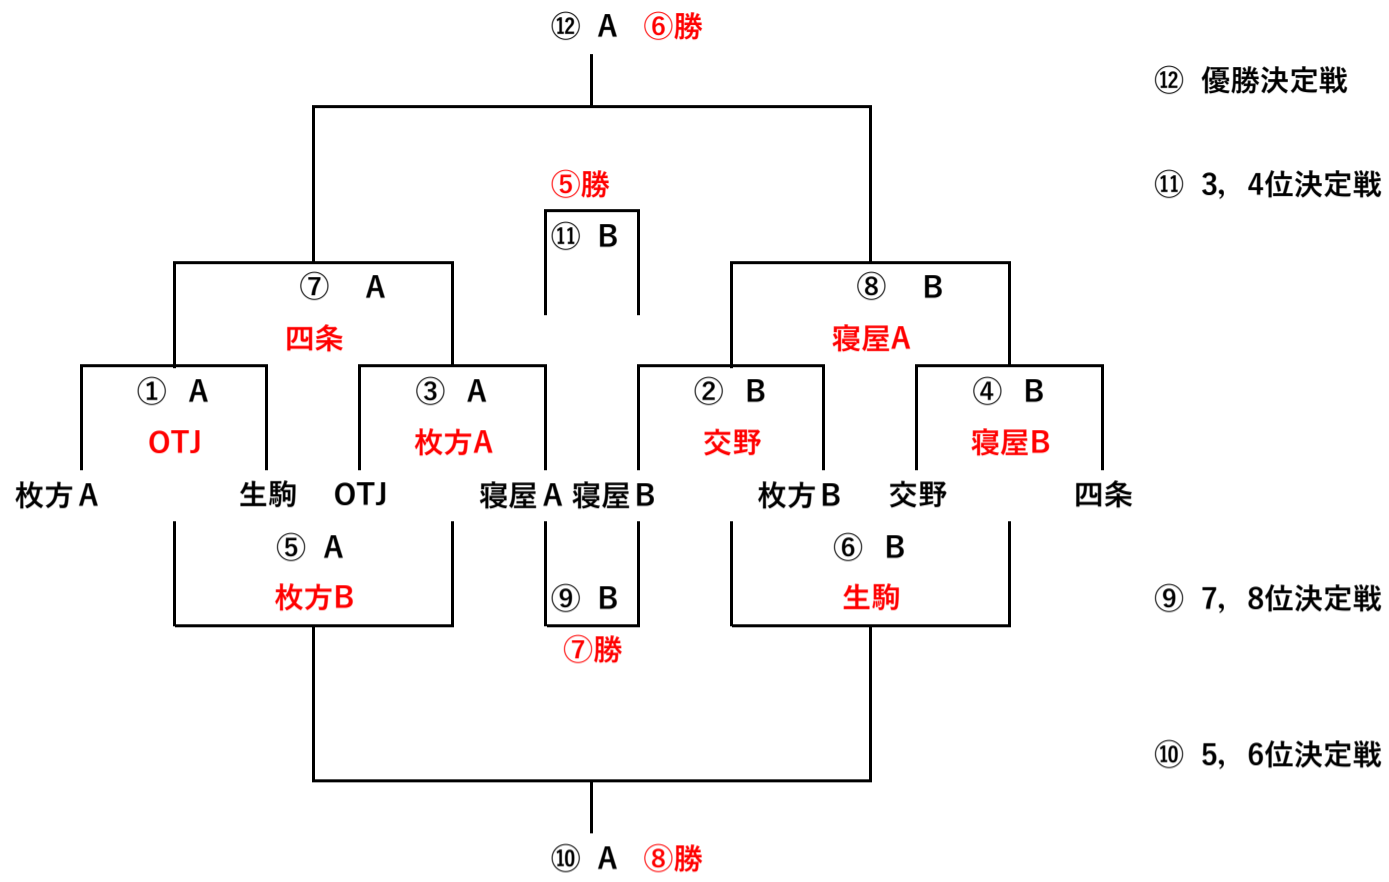 ⑫ A ⑥勝
⑫ 優勝決定戦
⑤勝
⑪ 3，4位決定戦
⑪ B
⑦ A
⑧ B
四条
寝屋A
① A
③ A
② B
④ B
OTJ
枚方A
交野
寝屋B
枚方A
生駒
OTJ
寝屋A
寝屋B
枚方B
交野
四条
⑤ A
⑥ B
枚方B
⑨ B
生駒
⑨ 7，8位決定戦
⑦勝
⑩ 5，6位決定戦
⑩ A ⑧勝